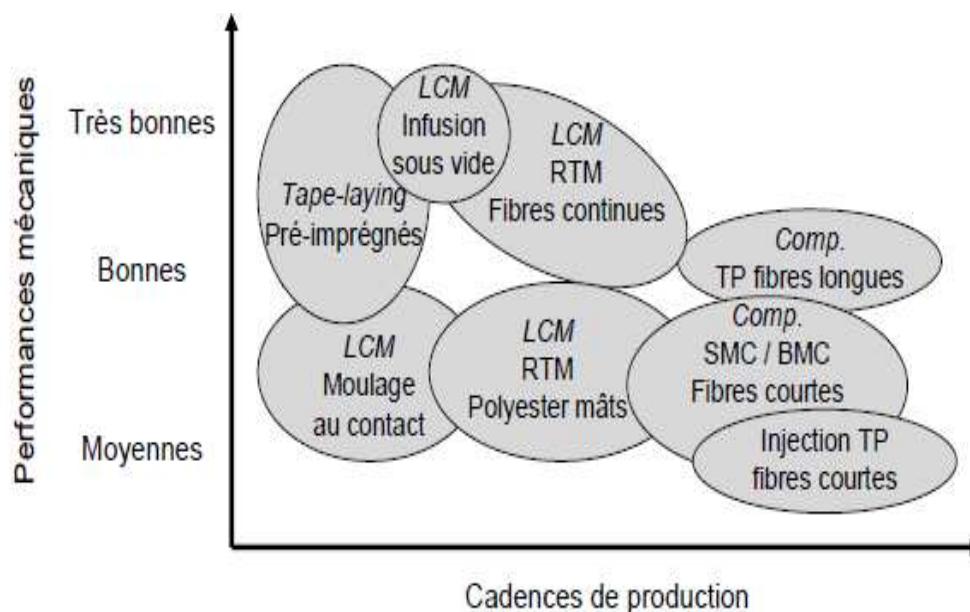 Performances mécaniques
Très bonnes
Bonnes
Moyennes
LCM
Infusion
sous vide
LCM
RTM
Fibres continues
Tape-laying
Pré-imprégnés
Comp.
TP fibres longues
LCM
Moulage
au contact
LCM
RTM
Polyester mâts
Comp.
SMC / BMC
Fibres courtes
Injection TP
fibres courtes
Cadences de production